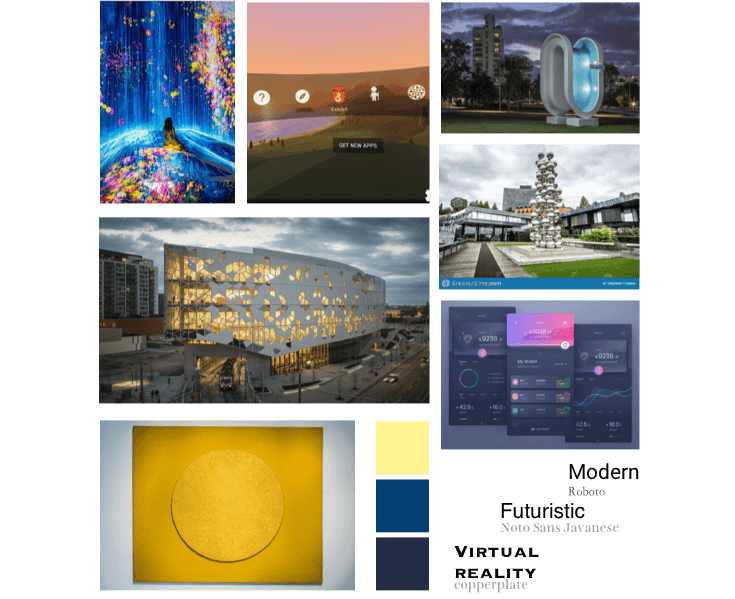 Exhibit
GET NEW APPS
dreamstime.com
9238
9238
9238
My Wallet
42.5
18.0
42.5
18.0
Modern
Roboto
Futuristic
Noto Sans Javanese
VIRTUAL
REALITY
copperplate